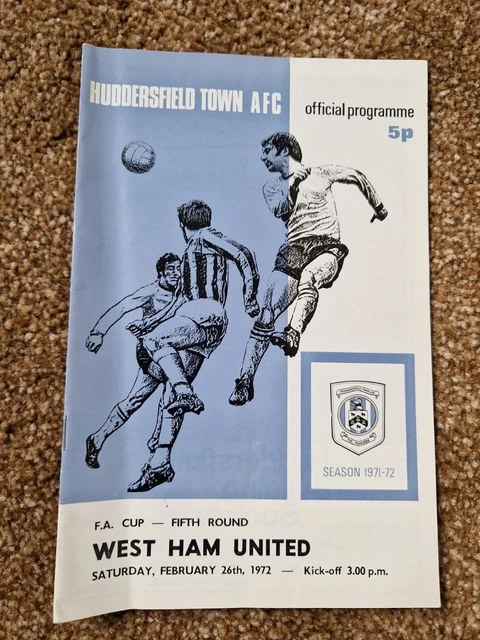 HUDDERSFIELD TOWN AFC
official programme
5p
SEASON 1971-72
F.A. CUP — FIFTH ROUND
WEST HAM UNITED
SATURDAY, FEBRUARY 26th, 1972 — Kick-off 3.00 p.m.